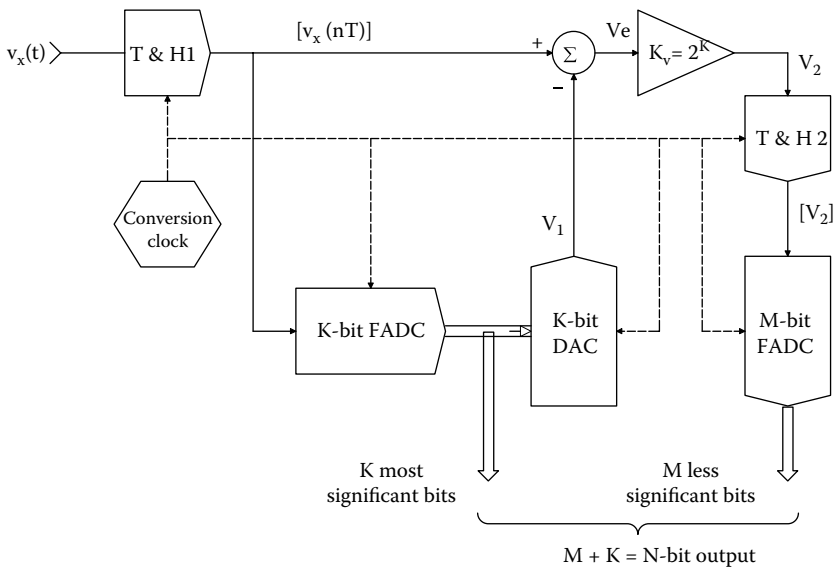 [v_x (nT)]
v_x(t)
T & H1
+
Σ
−
Ve
K_v= 2^K
V_2
T & H 2
Conversion
clock
V_1
[V_2]
K-bit FADC
K-bit
DAC
M-bit
FADC
K most
significant bits
M less
significant bits
M + K = N-bit output